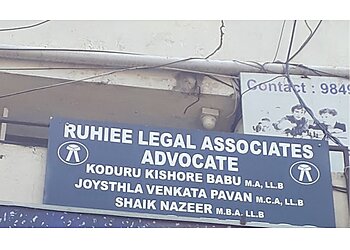 Contact : 9849
RUHIEE LEGAL ASSOCIATES
ADVOCATE
KODURU KISHORE BABU M.A, LL.B
JOYSTHLA VENKATA PAVAN M.C.A, LL.B
SHAIK NAZEER M.B.A. LL.B